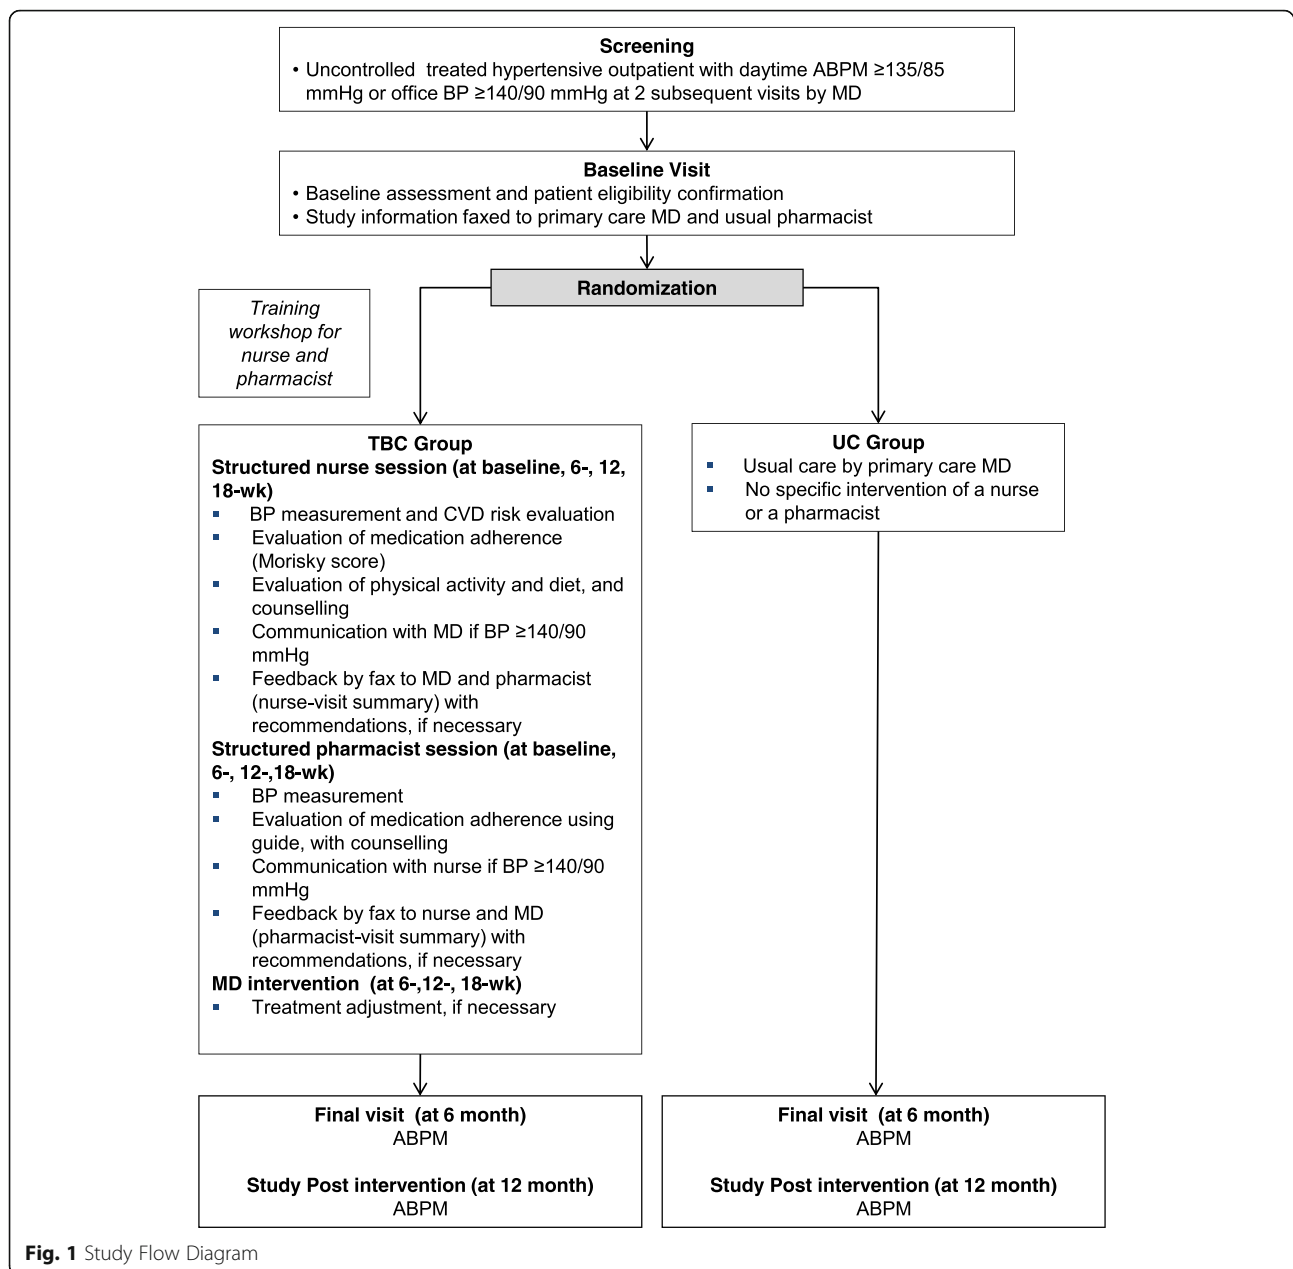 Screening
• Uncontrolled treated hypertensive outpatient with daytime ABPM ≥135/85
mmHg or office BP ≥140/90 mmHg at 2 subsequent visits by MD
Baseline Visit
• Baseline assessment and patient eligibility confirmation
• Study information faxed to primary care MD and usual pharmacist
Randomization
Training
workshop for
nurse and
pharmacist
TBC Group
Structured nurse session (at baseline, 6-, 12,
18-wk)
▪ BP measurement and CVD risk evaluation
▪ Evaluation of medication adherence
(Morisky score)
▪ Evaluation of physical activity and diet, and
counselling
▪ Communication with MD if BP ≥140/90
mmHg
▪ Feedback by fax to MD and pharmacist
(nurse-visit summary) with
recommendations, if necessary
Structured pharmacist session (at baseline,
6-, 12-,18-wk)
▪ BP measurement
▪ Evaluation of medication adherence using
guide, with counselling
▪ Communication with nurse if BP ≥140/90
mmHg
▪ Feedback by fax to nurse and MD
(pharmacist-visit summary) with
recommendations, if necessary
MD intervention (at 6-,12-, 18-wk)
▪ Treatment adjustment, if necessary
UC Group
▪ Usual care by primary care MD
▪ No specific intervention of a nurse
or a pharmacist
Final visit (at 6 month)
ABPM
Study Post intervention (at 12 month)
ABPM
Final visit (at 6 month)
ABPM
Study Post intervention (at 12 month)
ABPM
Fig. 1 Study Flow Diagram